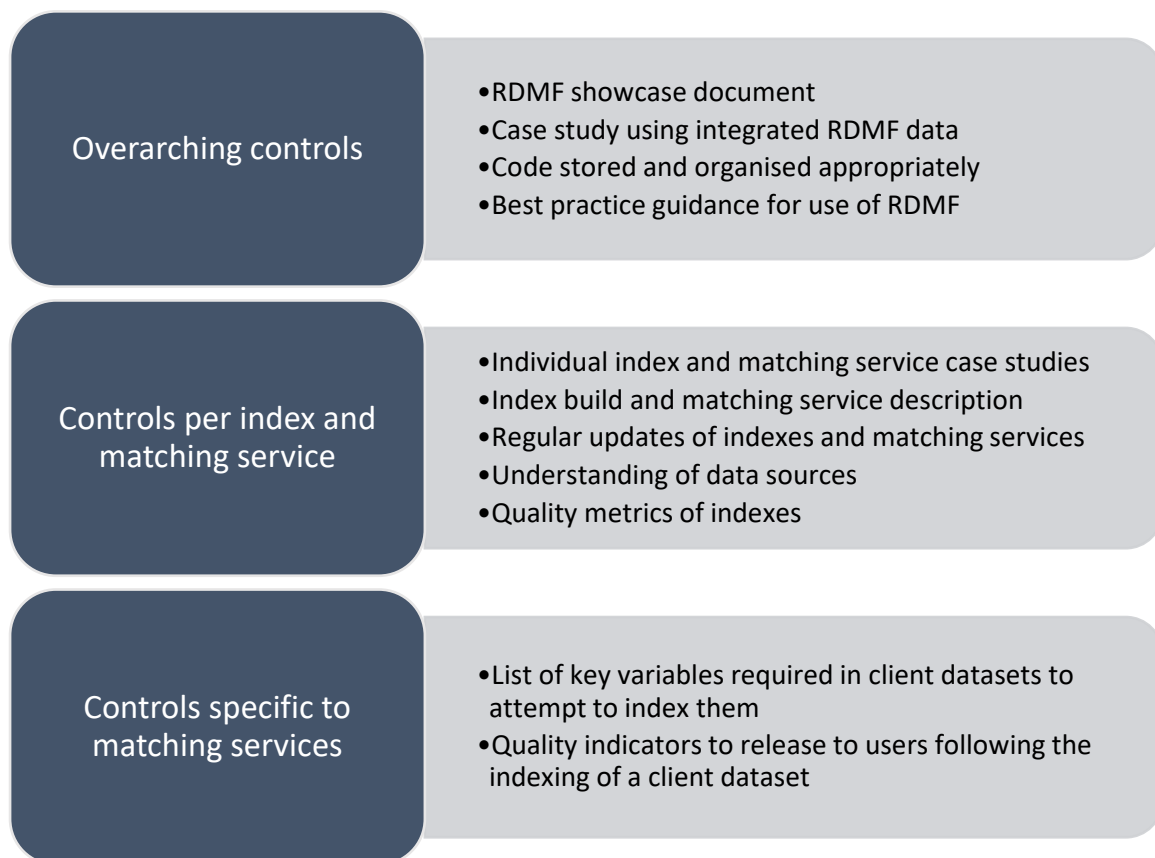 Overarching controls
•RDMF showcase document
•Case study using integrated RDMF data
•Code stored and organised appropriately
•Best practice guidance for use of RDMF
Controls per index and
matching service
•Individual index and matching service case studies
•Index build and matching service description
•Regular updates of indexes and matching services
•Understanding of data sources
•Quality metrics of indexes
Controls specific to
matching services
•List of key variables required in client datasets to
attempt to index them
•Quality indicators to release to users following the
indexing of a client dataset